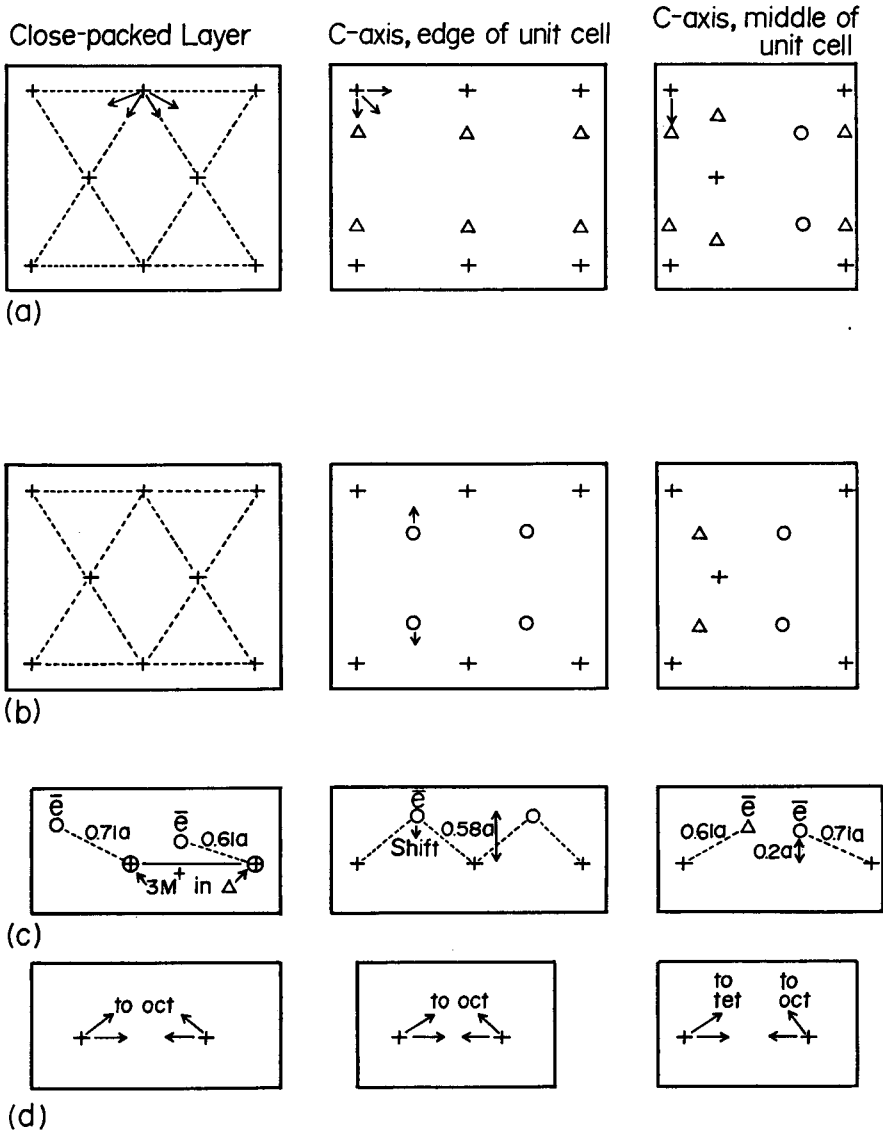 Close-packed Layer
C-axis, edge of unit cell
C-axis, middle of
unit cell
(a)
(b)
ē
0.71a
ē
0.61a
3M⁺ in Δ
ē
0.58a
Shift
0.61a
ē
ē
0.71a
0.2a
(c)
to oct
to oct
to
tet
to
oct
(d)